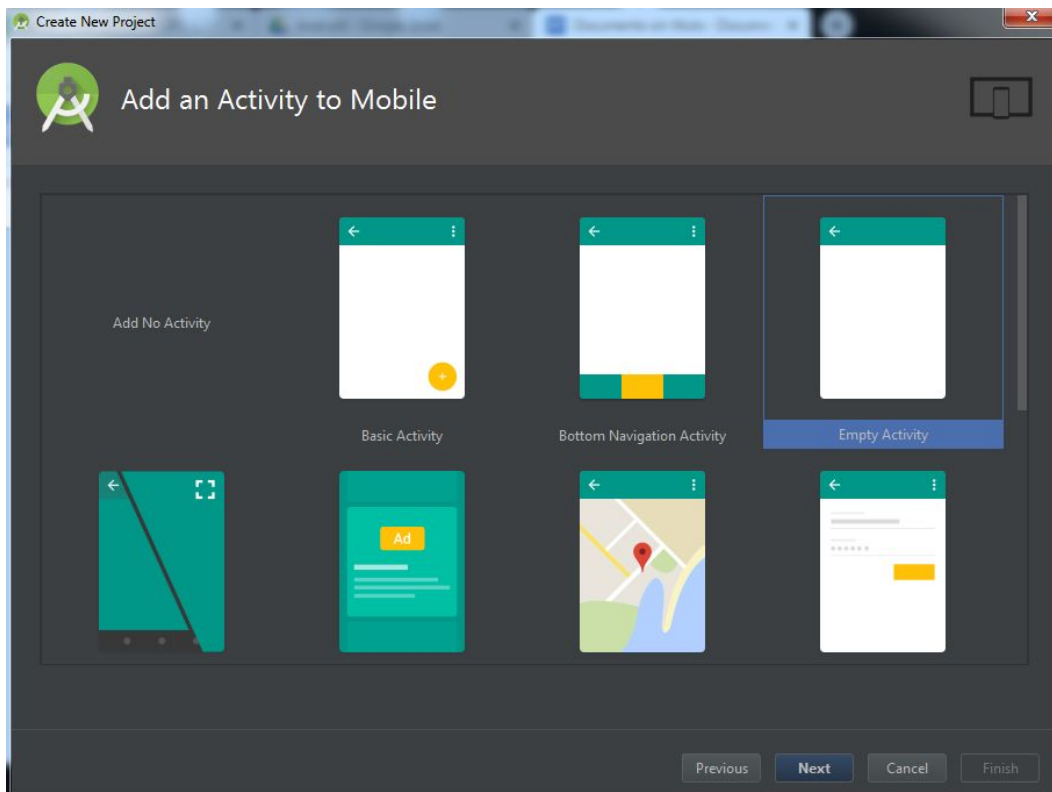 Create New Project
Add an Activity to Mobile
Add No Activity
Basic Activity
Bottom Navigation Activity
Empty Activity
Ad
Previous
Next
Cancel
Finish